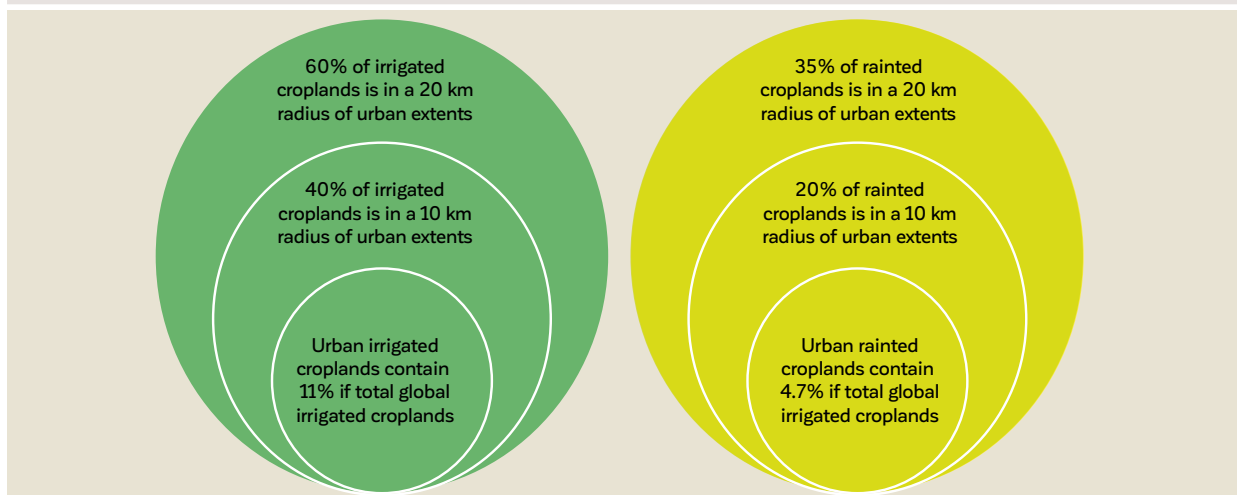 60% of irrigated
croplands is in a 20 km
radius of urban extents
40% of irrigated
croplands is in a 10 km
radius of urban extents
Urban irrigated
croplands contain
11% if total global
irrigated croplands
35% of rainted
croplands is in a 20 km
radius of urban extents
20% of rainted
croplands is in a 10 km
radius of urban extents
Urban rainted
croplands contain
4.7% if total global
irrigated croplands